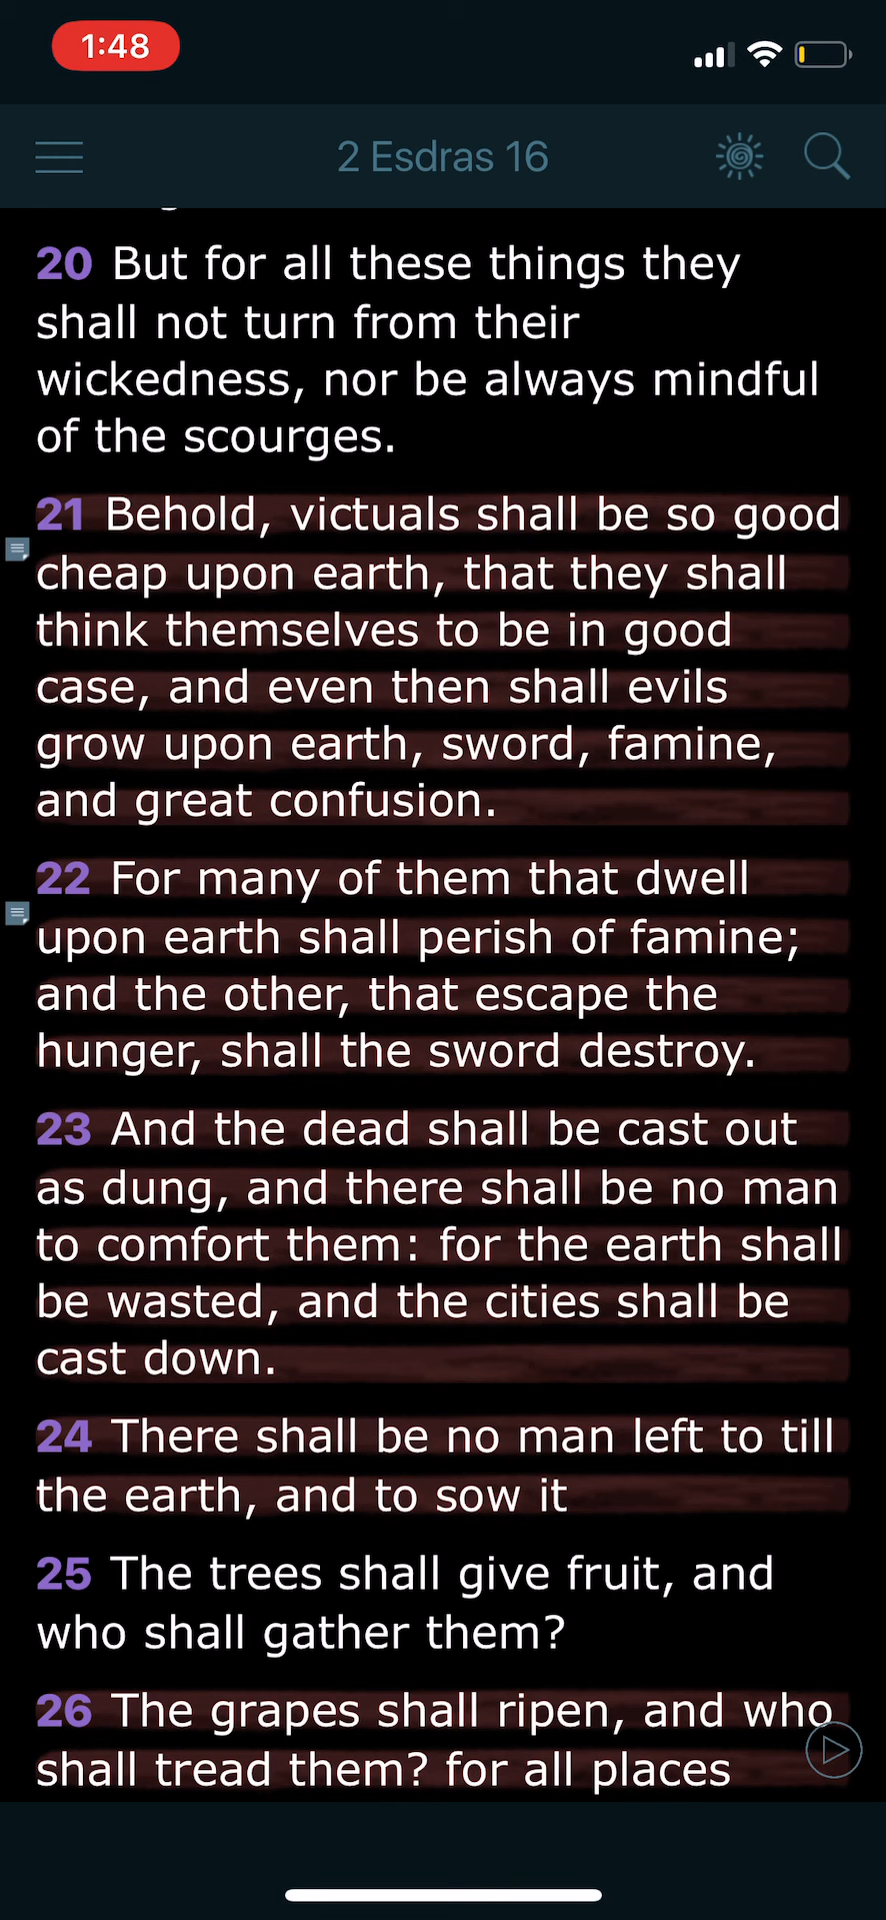 1:48
2 Esdras 16
20 But for all these things they
shall not turn from their
wickedness, nor be always mindful
of the scourges.
21 Behold, victuals shall be so good
cheap upon earth, that they shall
think themselves to be in good
case, and even then shall evils
grow upon earth, sword, famine,
and great confusion.
22 For many of them that dwell
upon earth shall perish of famine;
and the other, that escape the
hunger, shall the sword destroy.
23 And the dead shall be cast out
as dung, and there shall be no man
to comfort them: for the earth shall
be wasted, and the cities shall be
cast down.
24 There shall be no man left to till
the earth, and to sow it
25 The trees shall give fruit, and
who shall gather them?
26 The grapes shall ripen, and who
shall tread them? for all places